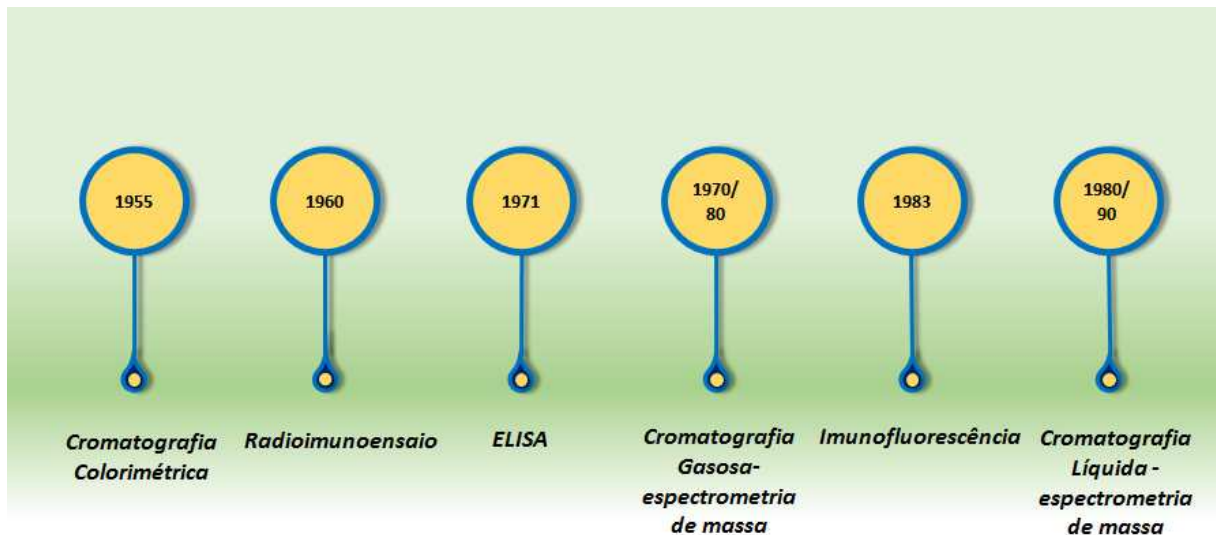 1955
1960
1971
1970/
80
1983
1980/
90
Cromatografia
Colorimétrica
Radioimunoensaio
ELISA
Cromatografia
Gasosa-
espectrometria
de massa
Imunofluorescência
Cromatografia
Líquida -
espectrometria
de massa